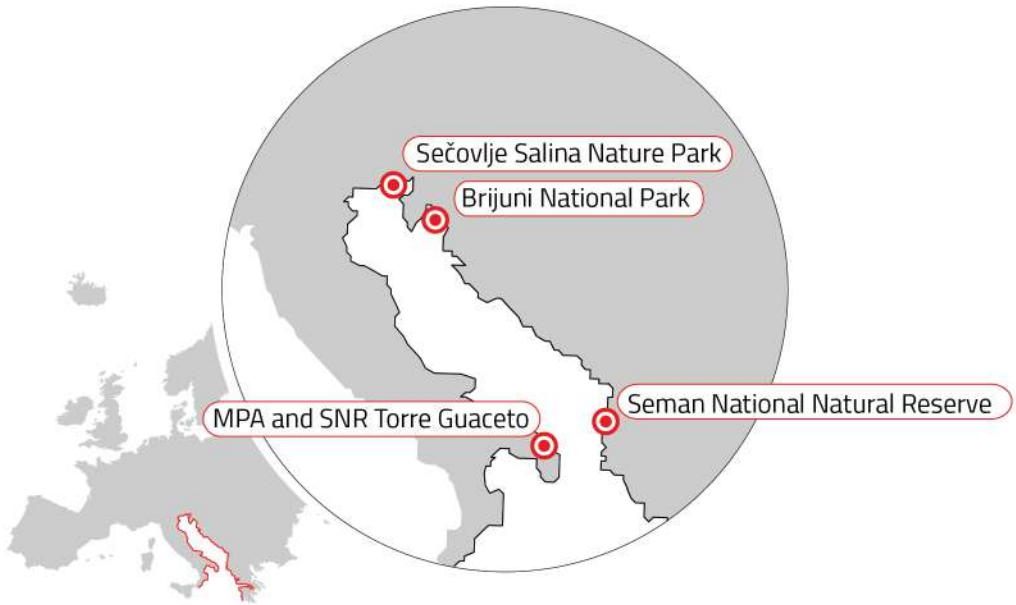 Sečovlje Salina Nature Park
Brijuni National Park
Seman National Natural Reserve
MPA and SNR Torre Guaceto